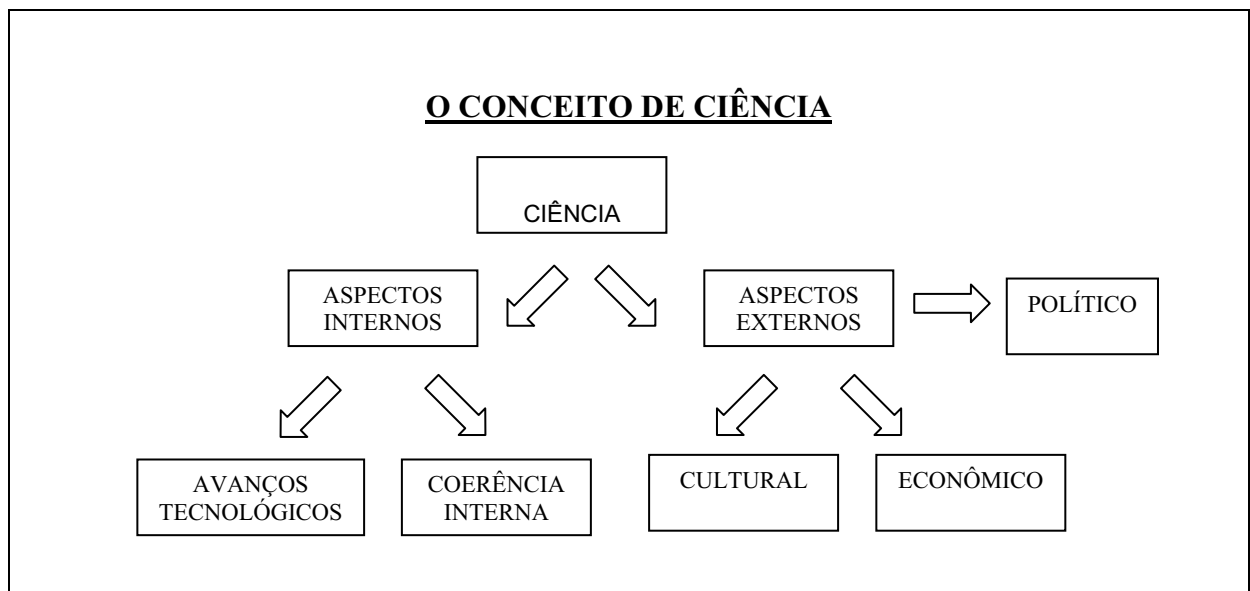 O CONCEITO DE CIÊNCIA
CIÊNCIA
ASPECTOS
INTERNOS
ASPECTOS
EXTERNOS
POLÍTICO
AVANÇOS
TECNOLÓGICOS
COERÊNCIA
INTERNA
CULTURAL
ECONÔMICO